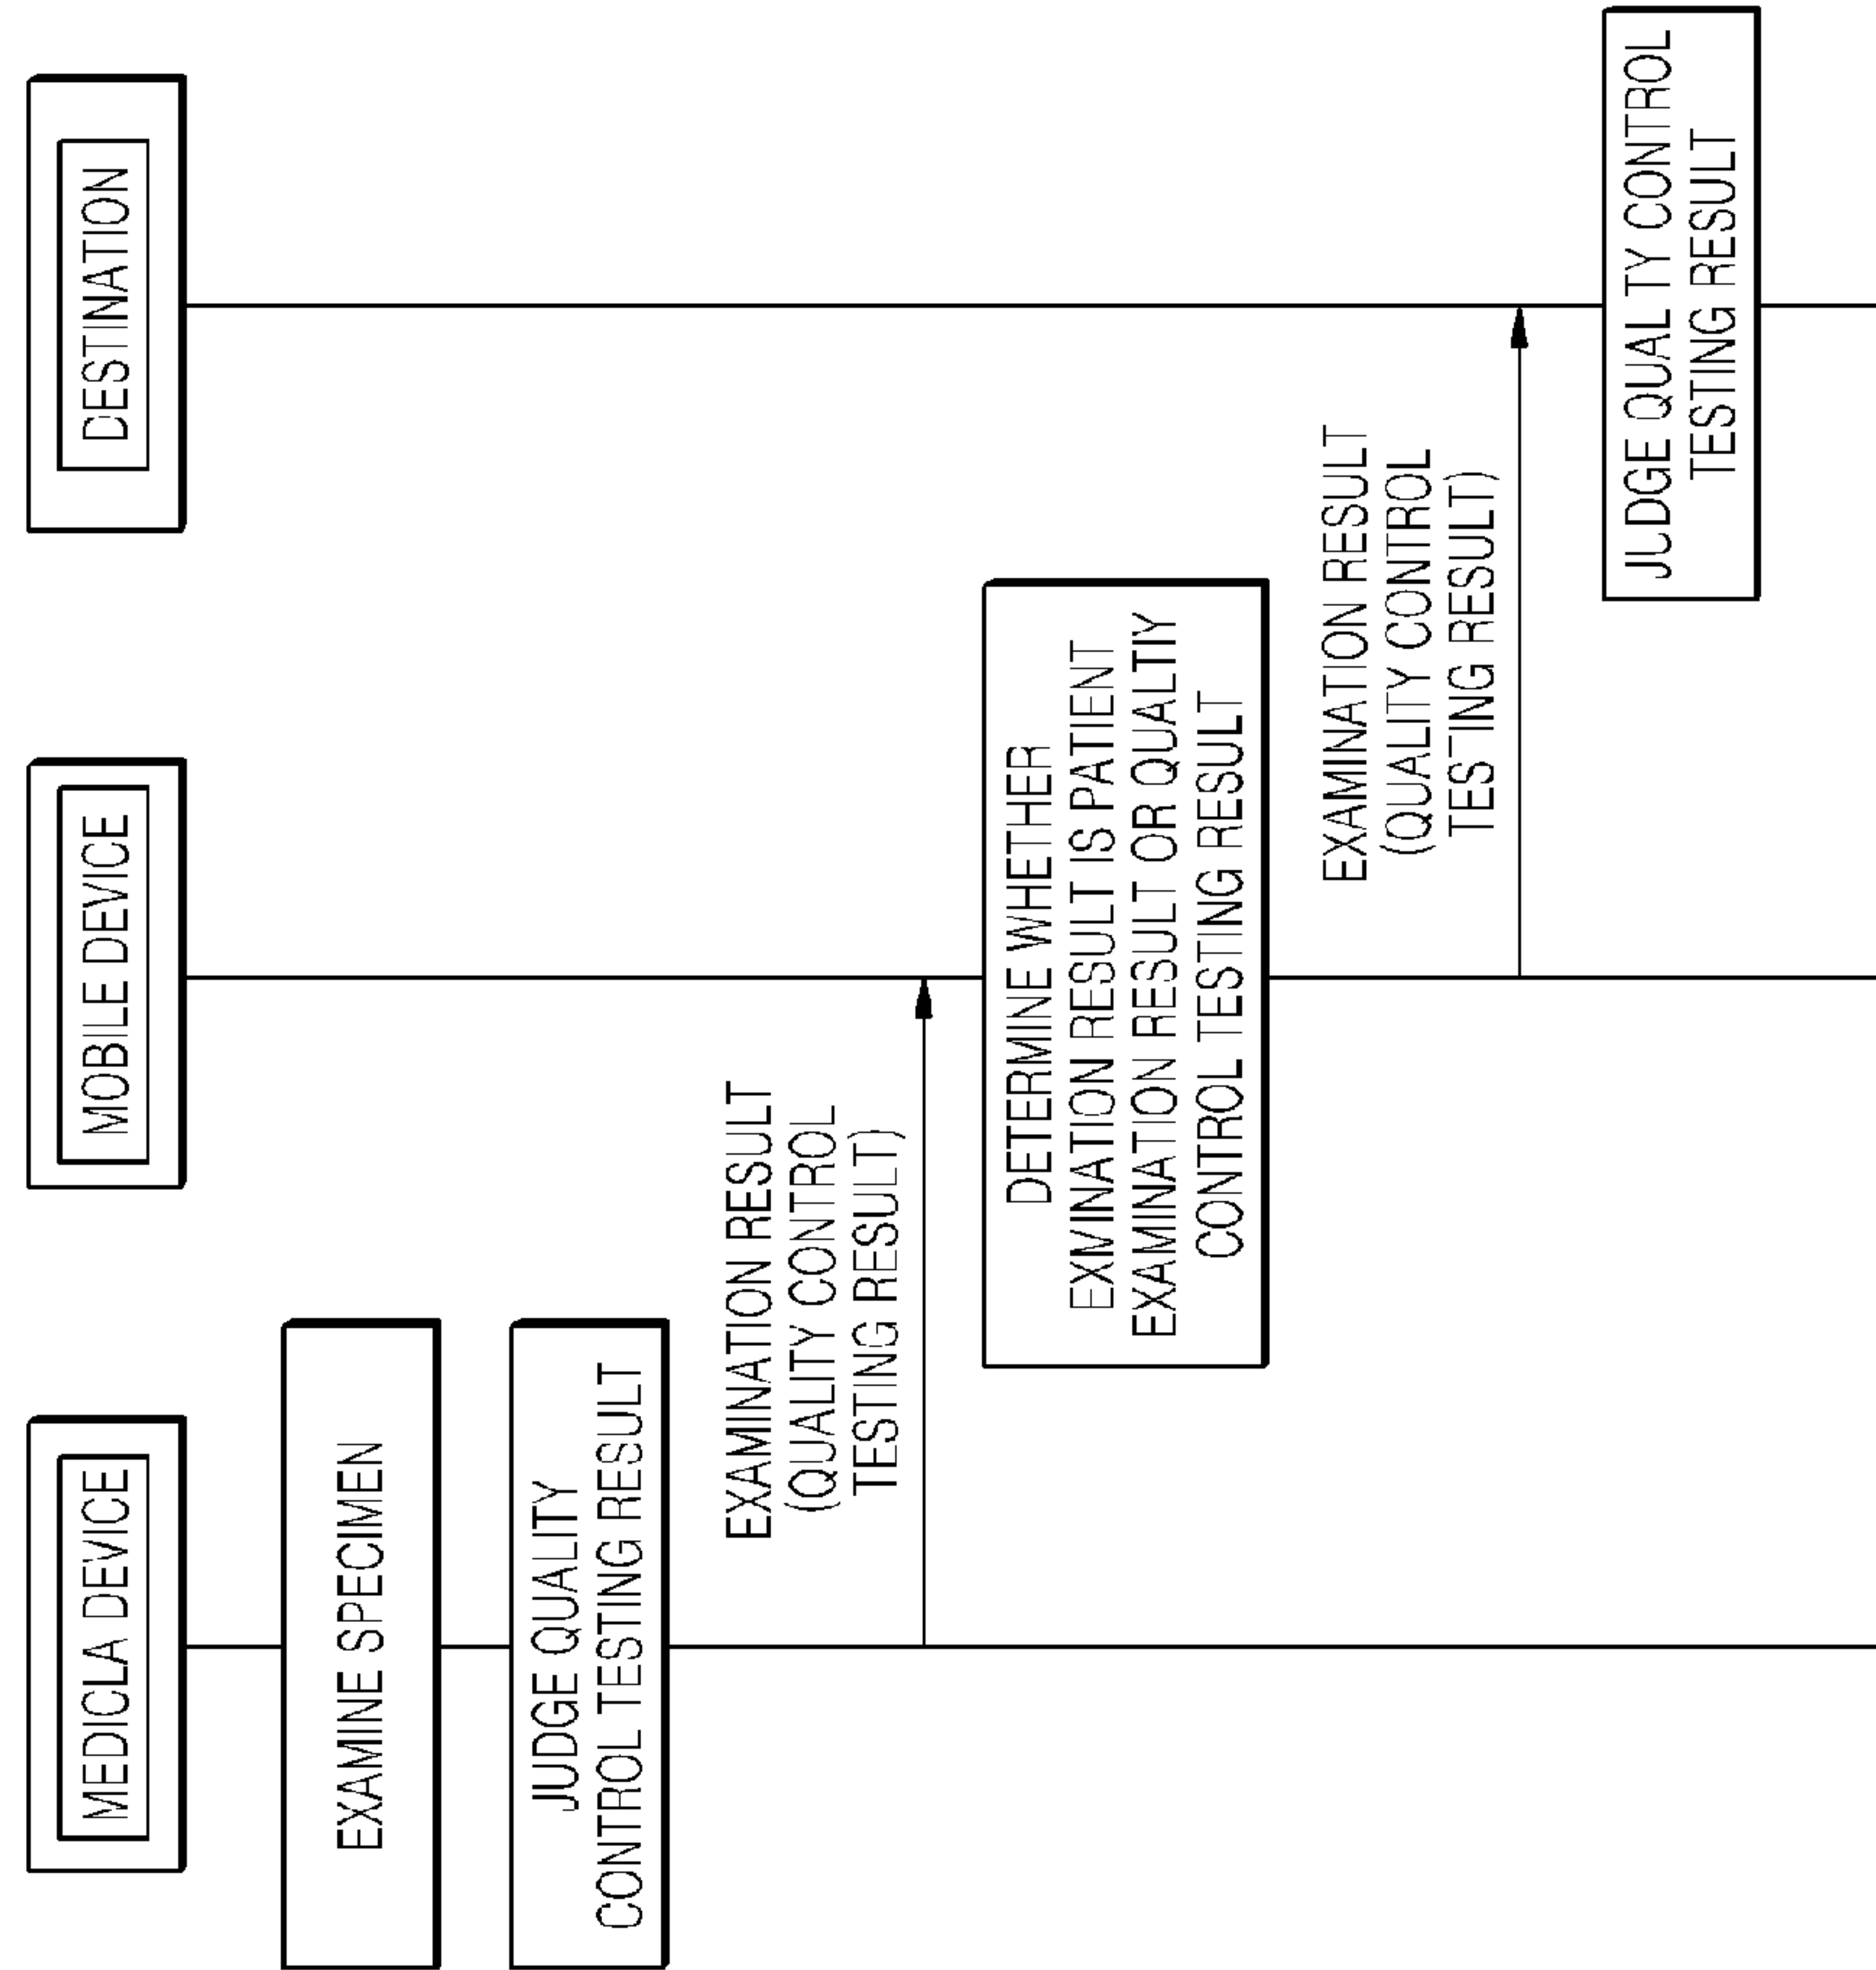 MEDICLA DEVICE
MOBILE DEVICE
DESTINATION
EXAMINE SPECIMEN
JUDGE QUALITY
CONTROL TESTING RESULT
EXAMINATION RESULT
(QUALITY CONTROL
TESTING RESULT)
DETERMINE WHETHER
EXMINATION RESULT IS PATIENT
EXAMINATION RESULT OR QUALTIY
CONTROL TESTING RESULT
EXAMINATION RESULT
(QUALITY CONTROL
TESTING RESULT)
JUDGE QUAL TY CONTROL
TESTING RESULT